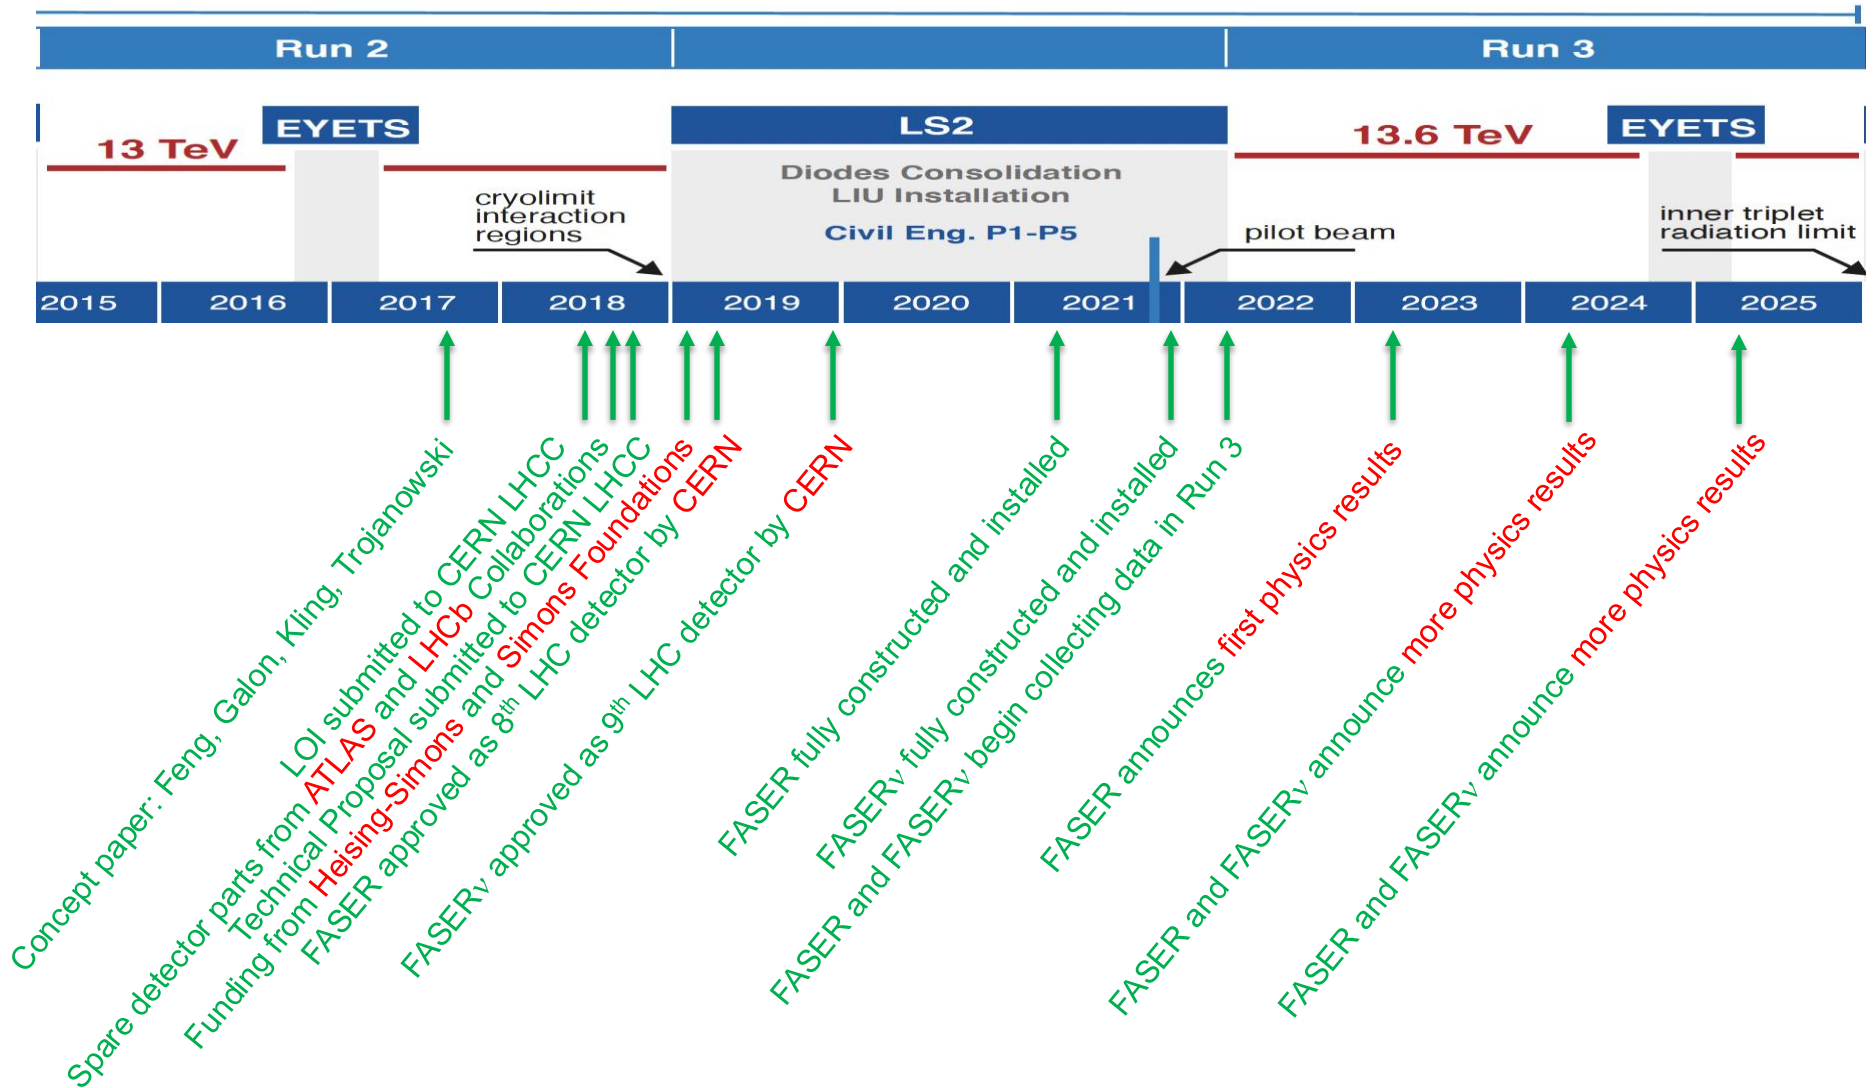 Run 2
Run 3
EYETS
LS2
EYETS
13 TeV
13.6 TeV
Diodes Consolidation
LIU Installation
Civil Eng. P1-P5
cryolimit
interaction
regions
pilot beam
inner triplet
radiation limit
2015
2016
2017
2018
2019
2020
2021
2022
2023
2024
2025
Concept paper: Feng, Galon, Kling, Trojanowski
LOI submitted to CERN LHCC
Spare detector parts from ATLAS and LHCb Collaborations
Technical Proposal submitted to CERN LHCC
Funding from Heising-Simons and Simons Foundations
FASER approved as 8th LHC detector by CERN
FASERν approved as 9th LHC detector by CERN
FASER fully constructed and installed
FASERν fully constructed and installed
FASER and FASERν begin collecting data in Run 3
FASER announces first physics results
FASER and FASERν announce more physics results
FASER and FASERν announce more physics results